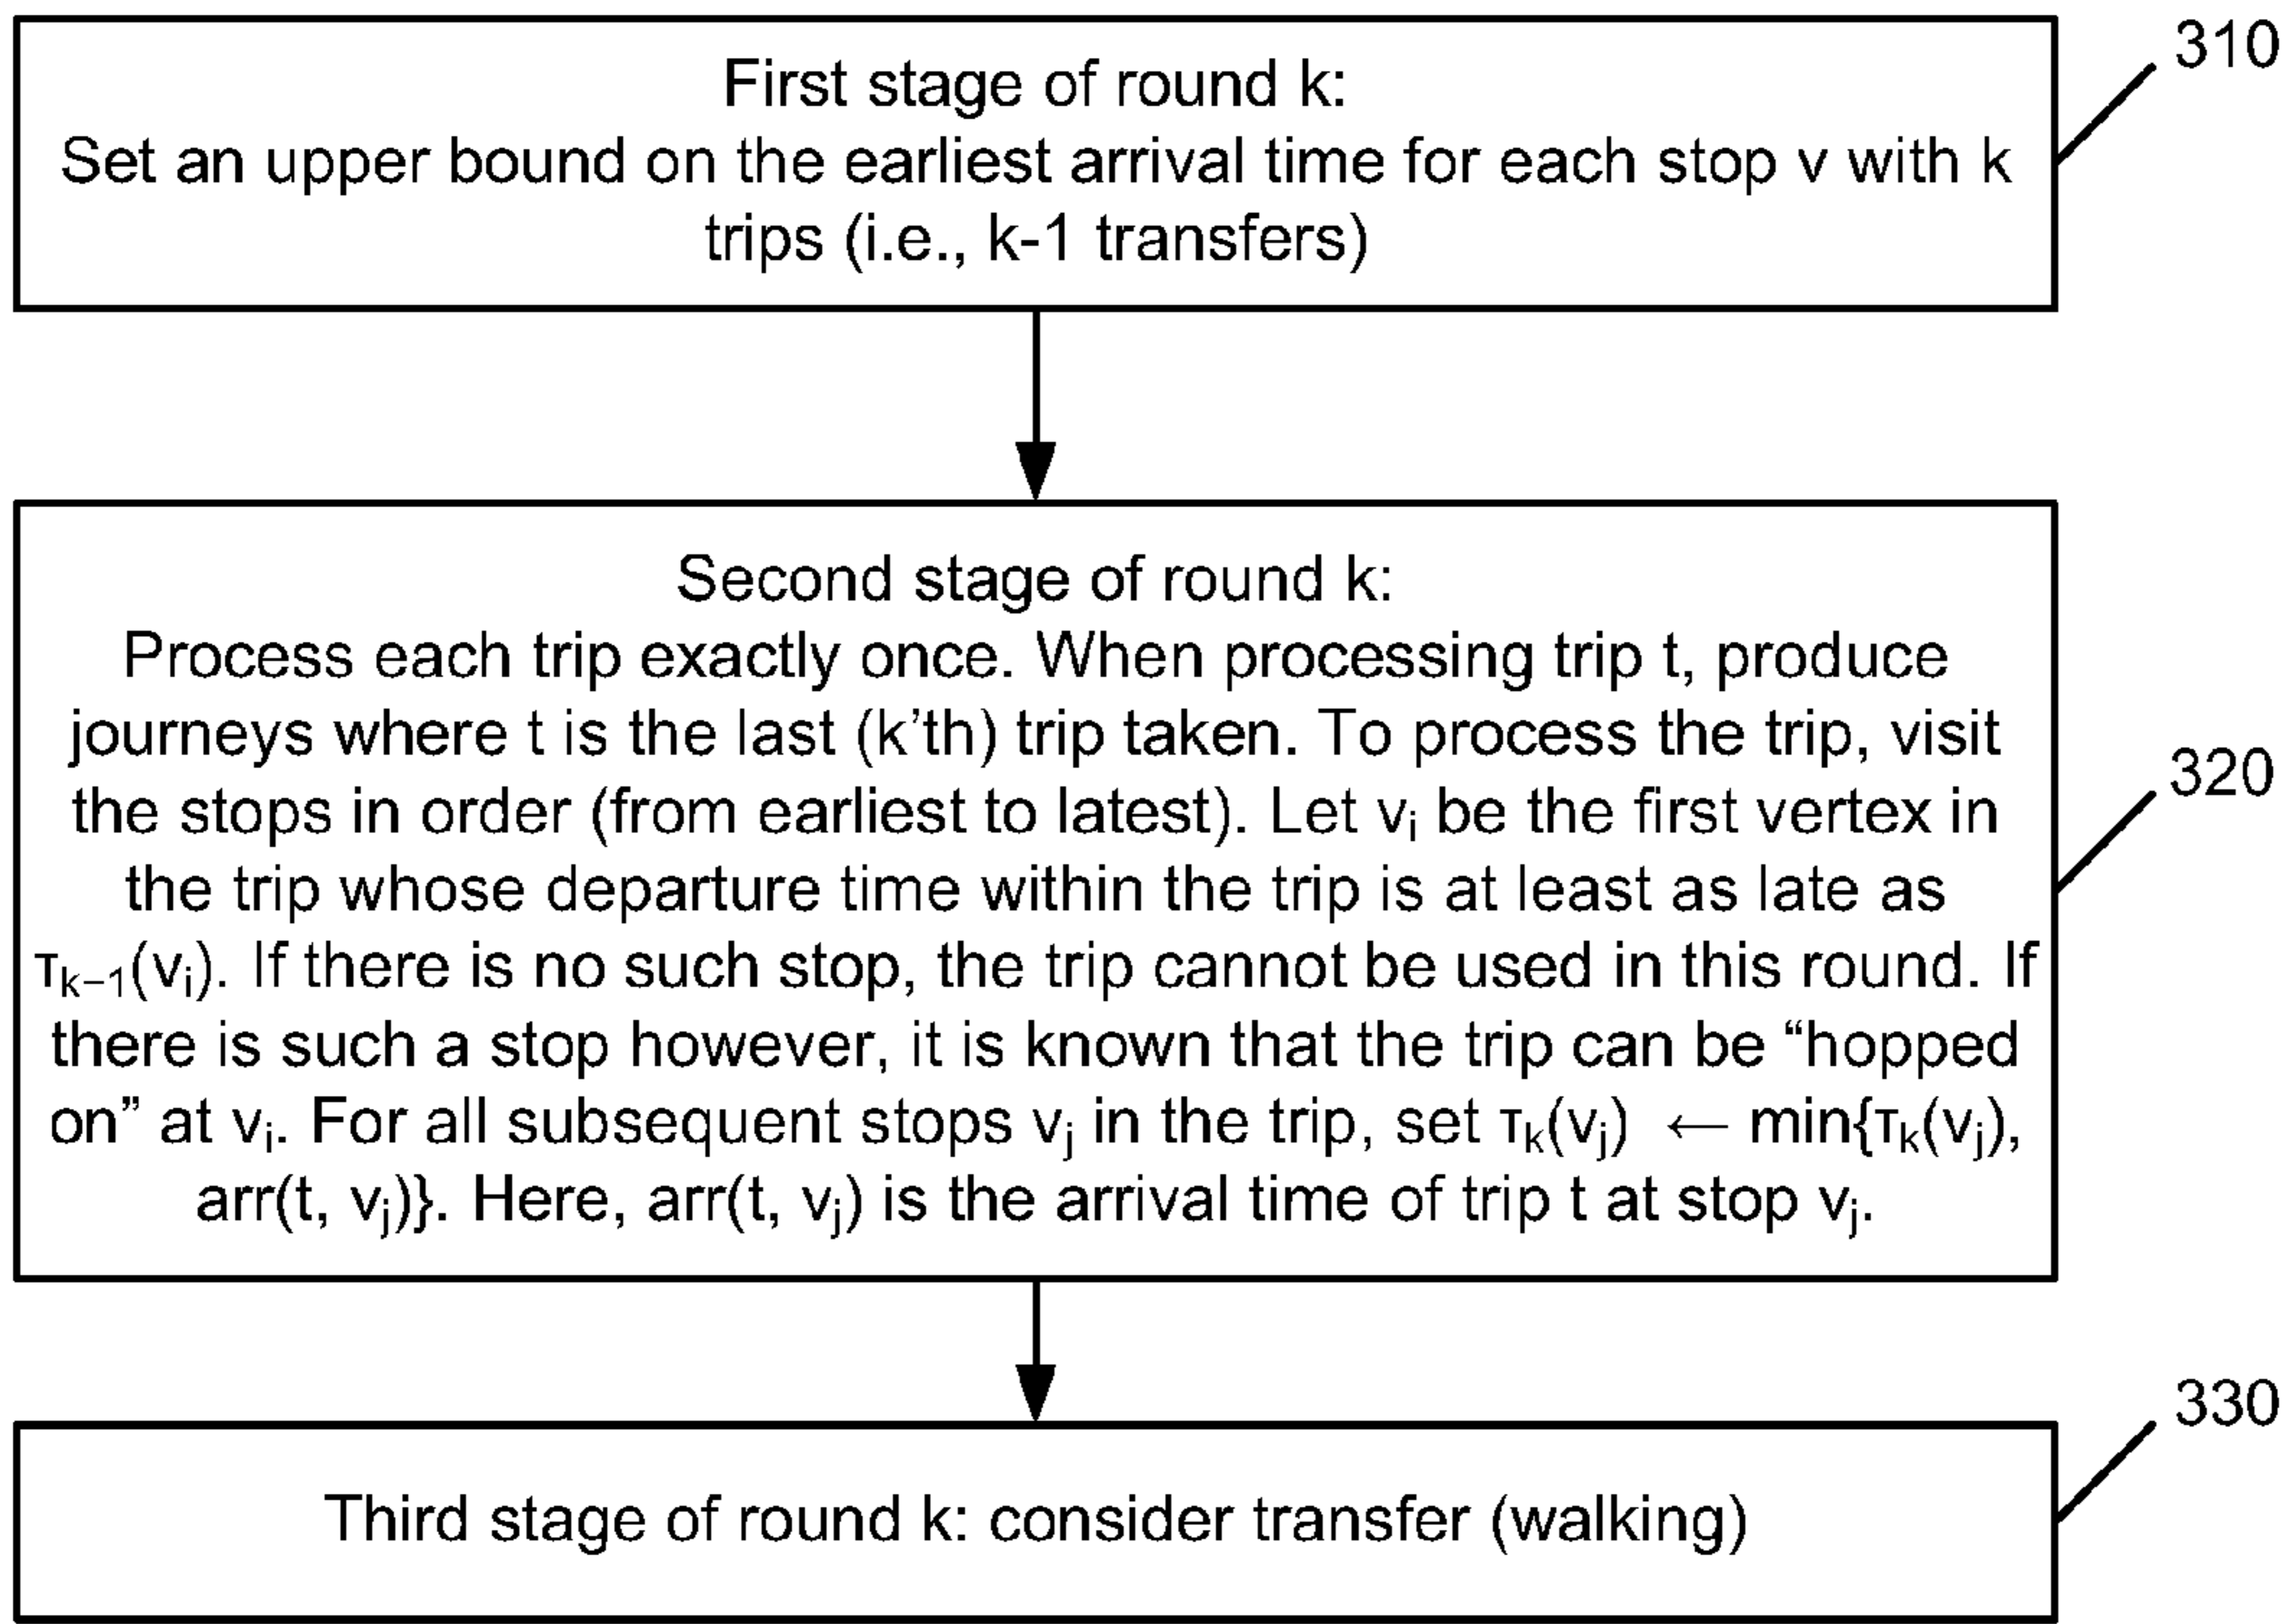 First stage of round k:
310
Set an upper bound on the earliest arrival time for each stop v with k
trips (i.e., k-1 transfers)
Second stage of round k:
Process each trip exactly once. When processing trip t, produce
journeys where t is the last (k’th) trip taken. To process the trip, visit
320
the stops in order (from earliest to latest). Let vᵢ be the first vertex in
the trip whose departure time within the trip is at least as late as
τₖ₋₁(vᵢ). If there is no such stop, the trip cannot be used in this round. If
there is such a stop however, it is known that the trip can be “hopped
on” at vᵢ. For all subsequent stops vⱼ in the trip, set τₖ(vⱼ) ← min{τₖ(vⱼ),
arr(t, vⱼ)}. Here, arr(t, vⱼ) is the arrival time of trip t at stop vⱼ.
330
Third stage of round k: consider transfer (walking)